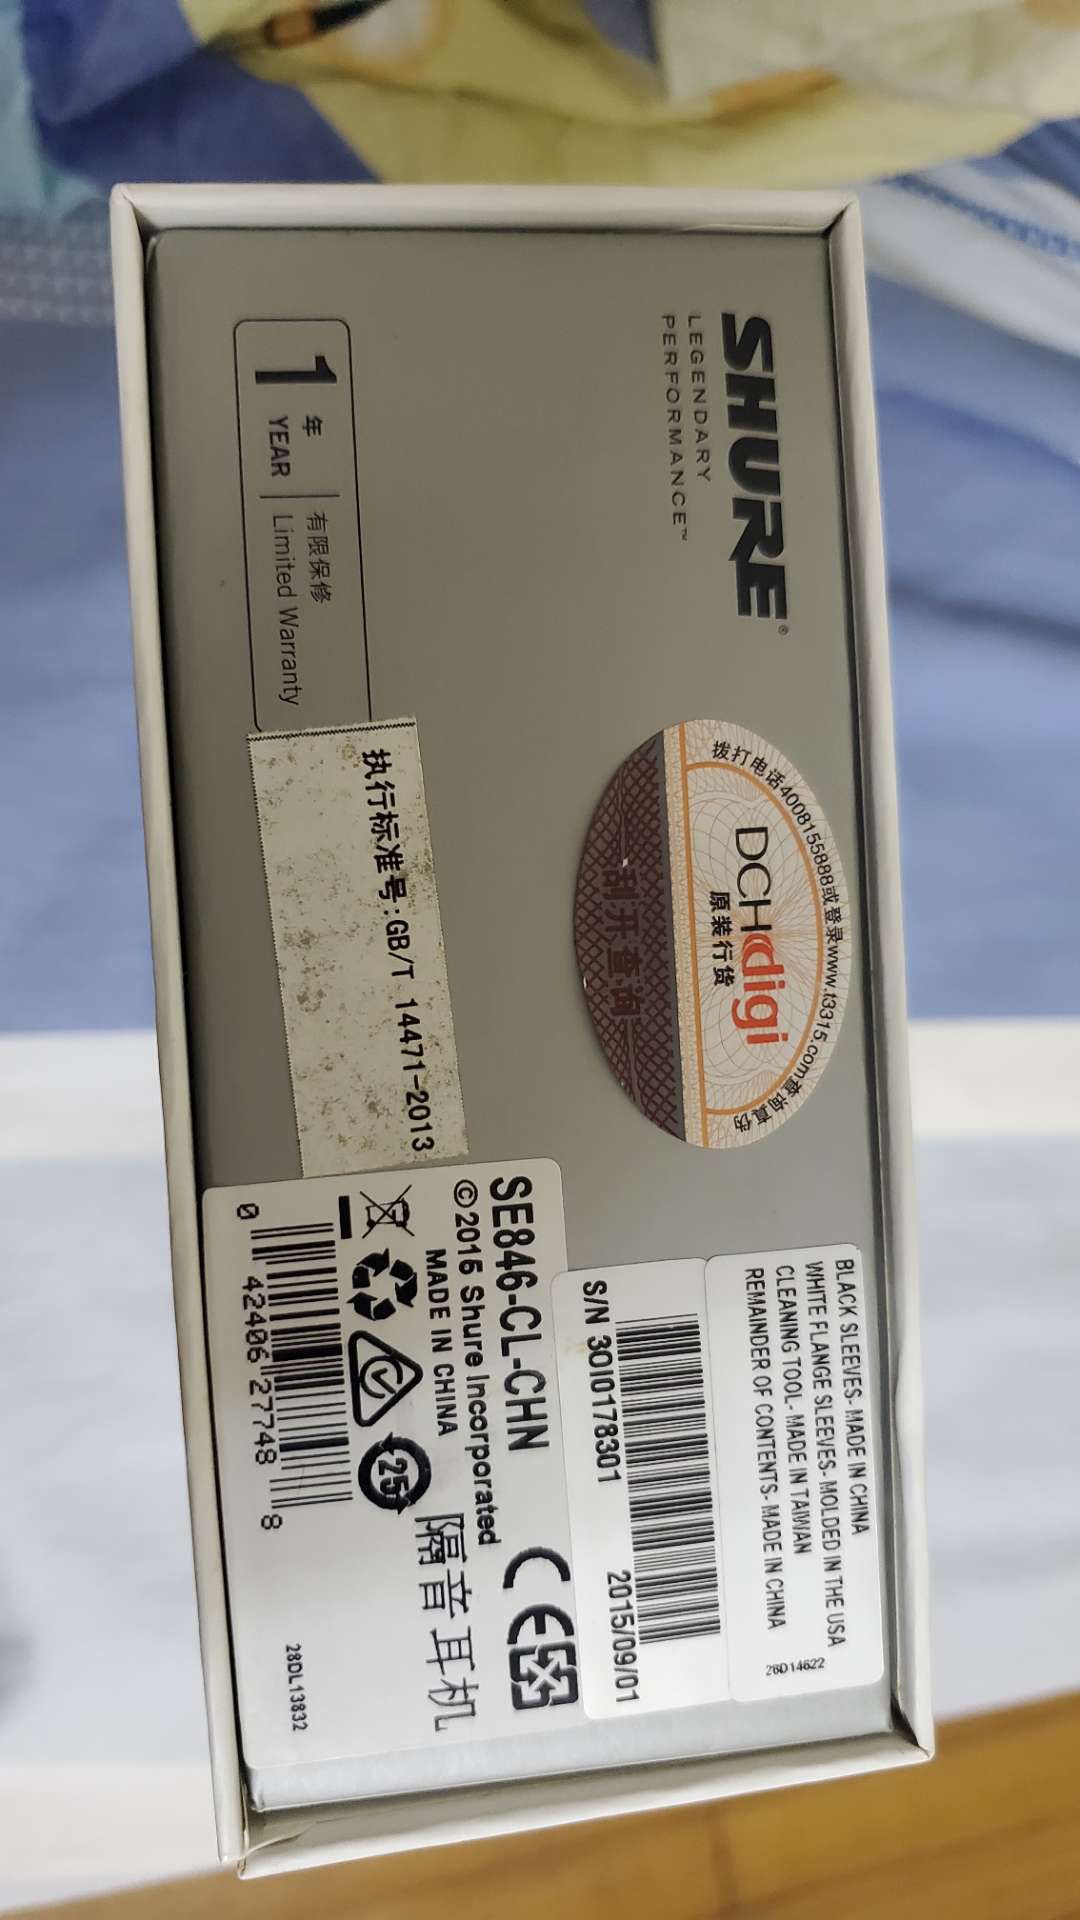 SHURE®
LEGENDARY
PERFORMANCE™
1 年 有限保修
YEAR Limited Warranty
拨打电话4008155888或登录www.t3315.com查询真伪
DCHdigi
原装行货
刮开查询
执行标准号:GB/T 14471-2013
BLACK SLEEVES- MADE IN CHINA
WHITE FLANGE SLEEVES- MOLDED IN THE USA
CLEANING TOOL- MADE IN TAIWAN
REMAINDER OF CONTENTS- MADE IN CHINA
28D14622
S/N 3OI0178301
2015/09/01
SE846-CL-CHN
©2015 Shure Incorporated
MADE IN CHINA
隔音耳机
CE
25
0 42406 27748 8
28DL13832